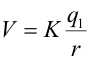 V = K q₁/r